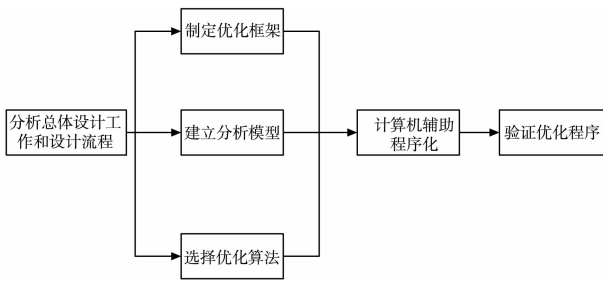 制定优化框架
分析总体设计工
作和设计流程
建立分析模型
计算机辅助
程序化
验证优化程序
选择优化算法